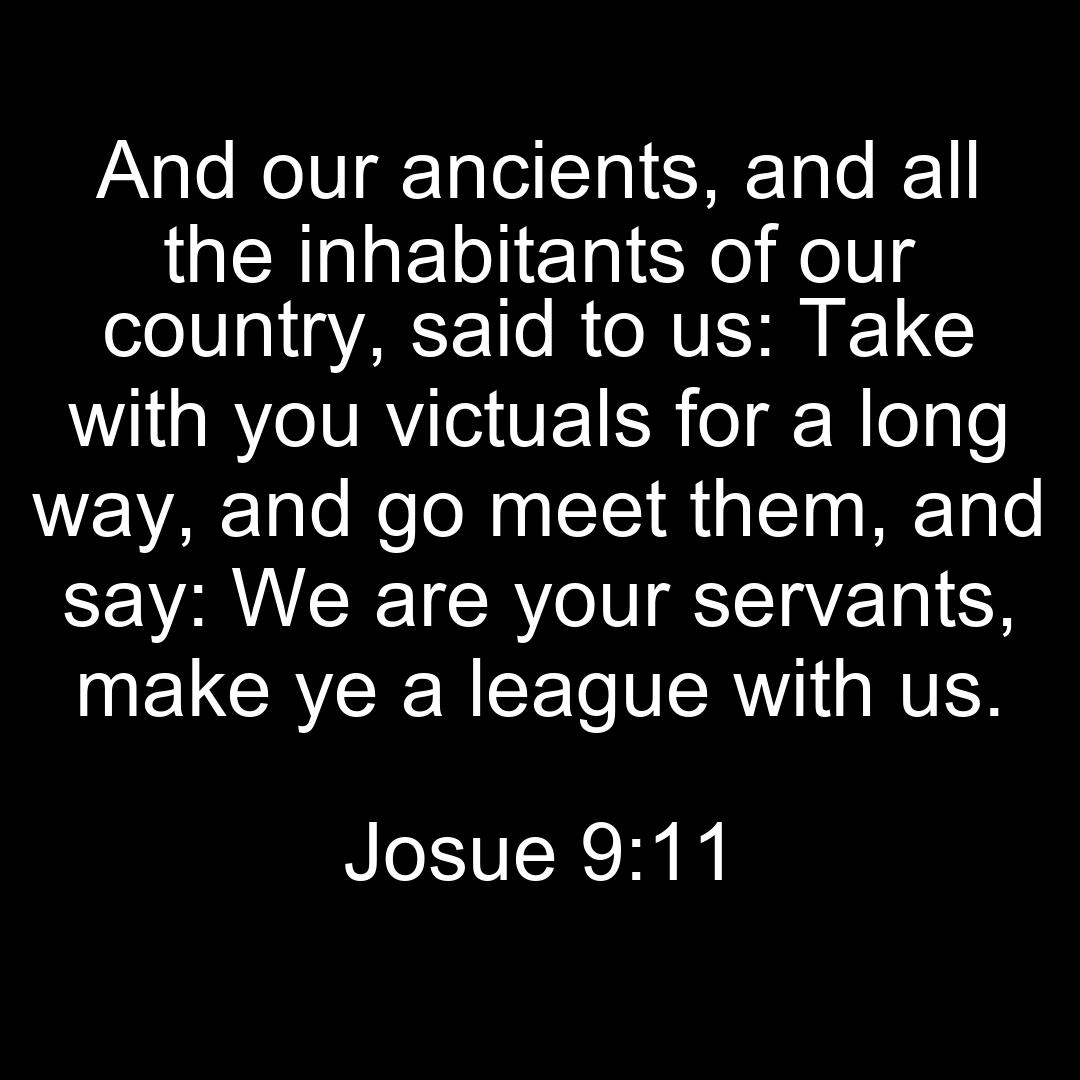 And our ancients, and all
the inhabitants of our
country, said to us: Take
with you victuals for a long
way, and go meet them, and
say: We are your servants,
make ye a league with us.
Josue 9:11